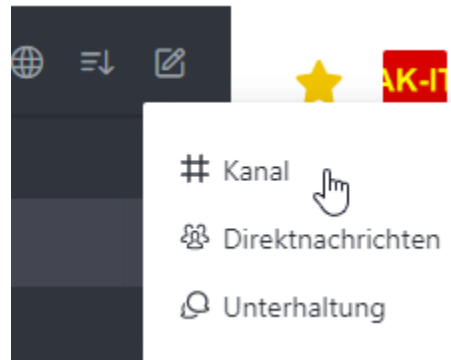 AK-IT
Kanal
Direktnachrichten
Unterhaltung